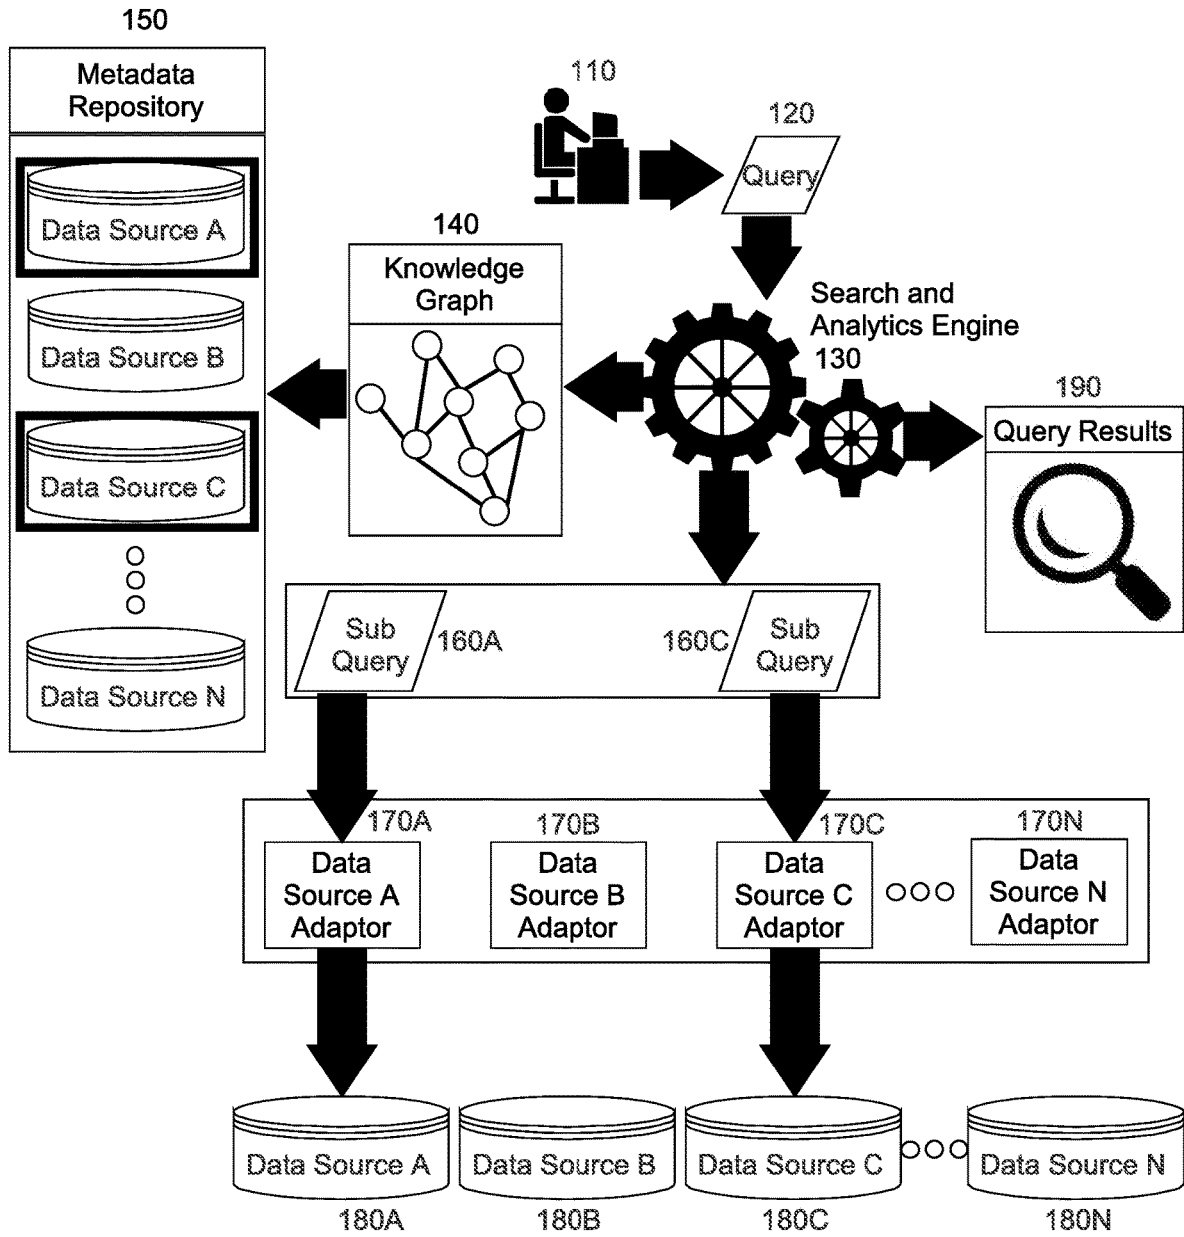 150
Metadata
Repository
Data Source A
Data Source B
Data Source C
Data Source N
110
120
Query
140
Knowledge
Graph
Search and
Analytics Engine
130
190
Query Results
Sub
Query
160A
160C
Sub
Query
170A
170B
170C
170N
Data
Source A
Adaptor
Data
Source B
Adaptor
Data
Source C
Adaptor
Data
Source N
Adaptor
Data Source A
Data Source B
Data Source C
Data Source N
180A
180B
180C
180N